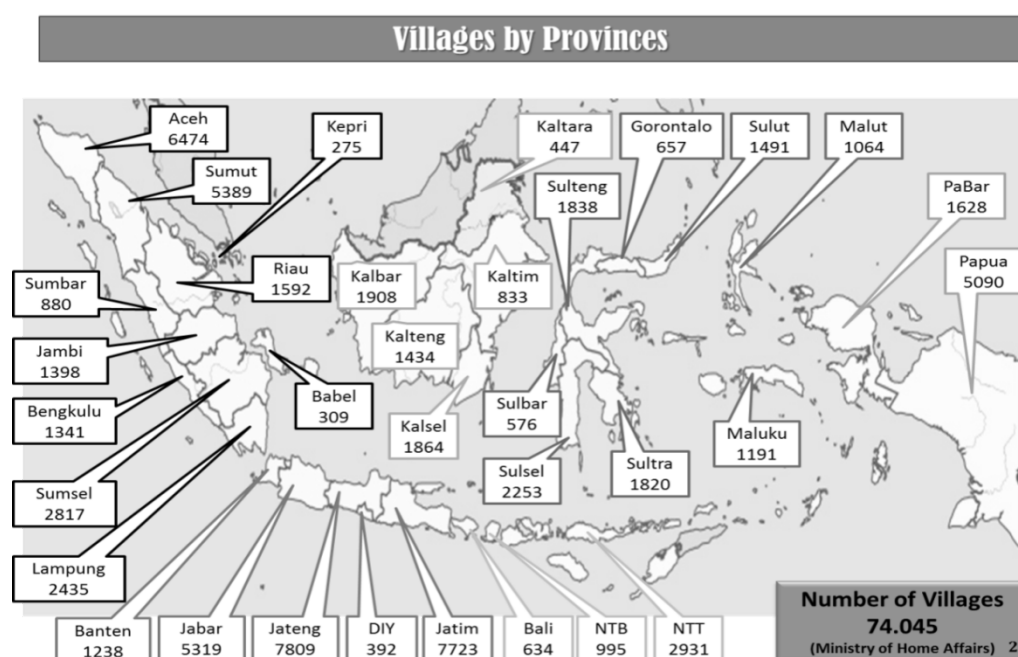 Villages by Provinces
Aceh
6474
Sumut
5389
Kepri
275
Kaltara
447
Gorontalo
657
Sulut
1491
Malut
1064
Sulteng
1838
PaBar
1628
Papua
5090
Sumbar
880
Riau
1592
Kalbar
1908
Kaltim
833
Jambi
1398
Kalteng
1434
Babel
309
Bengkulu
1341
Kalsel
1864
Sulbar
576
Maluku
1191
Sumsel
2817
Sulsel
2253
Sultra
1820
Lampung
2435
Banten
1238
Jabar
5319
Jateng
7809
DIY
392
Jatim
7723
Bali
634
NTB
995
NTT
2931
Number of Villages
74.045
(Ministry of Home Affairs) 2